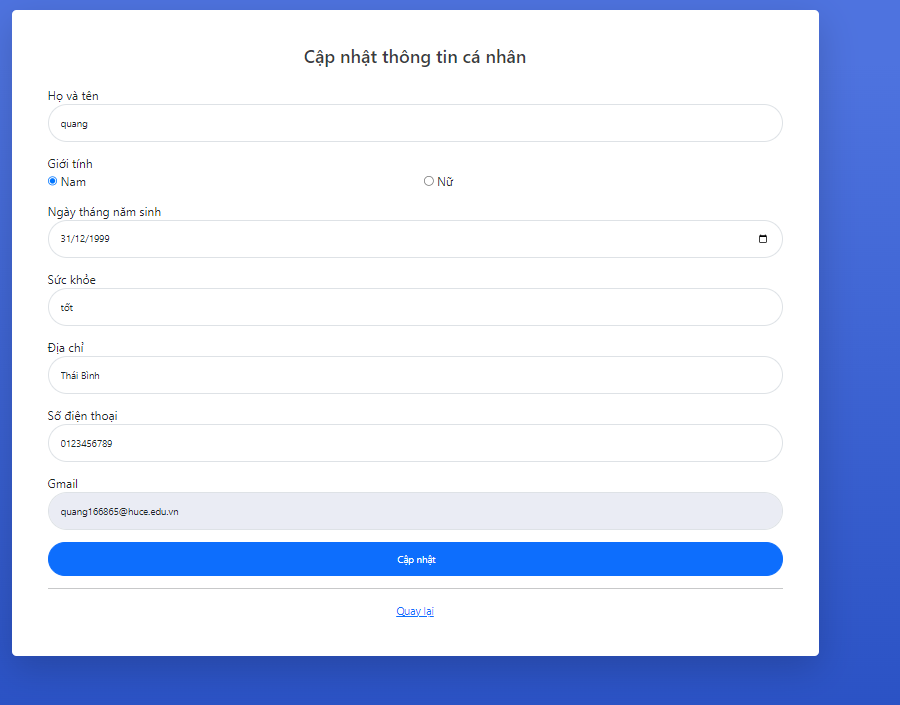 Cập nhật thông tin cá nhân
Họ và tên
quang
Giới tính
Nam Nữ
Ngày tháng năm sinh
31/12/1999
Sức khỏe
tốt
Địa chỉ
Thái Bình
Số điện thoại
0123456789
Gmail
quang166865@huce.edu.vn
Cập nhật
Quay lại